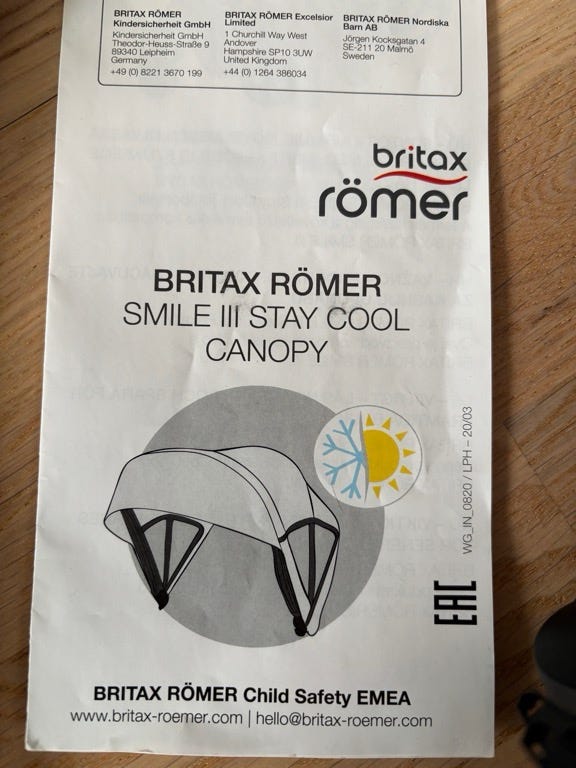 BRITAX RÖMER
Kindersicherheit GmbH
Kindersicherheit GmbH
Theodor-Heuss-Straße 9
89340 Leipheim
Germany
+49 (0) 8221 3670 199
BRITAX RÖMER Excelsior
Limited
1 Churchill Way West
Andover
Hampshire SP10 3UW
United Kingdom
+44 (0) 1264 386034
BRITAX RÖMER Nordiska
Barn AB
Jörgen Kocksgatan 4
SE-211 20 Malmö
Sweden
britax
römer
BRITAX RÖMER
SMILE III STAY COOL
CANOPY
WG_IN_0820 / LPH – 20/03
EAC
BRITAX RÖMER Child Safety EMEA
www.britax-roemer.com | hello@britax-roemer.com